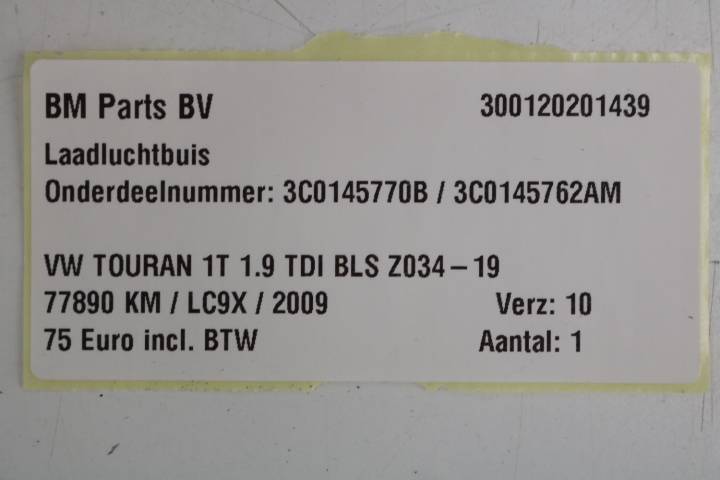 BM Parts BV 300120201439
Laadluchtbuis
Onderdeelnummer: 3C0145770B / 3C0145762AM
VW TOURAN 1T 1.9 TDI BLS Z034-19
77890 KM / LC9X / 2009 Verz: 10
75 Euro incl. BTW Aantal: 1